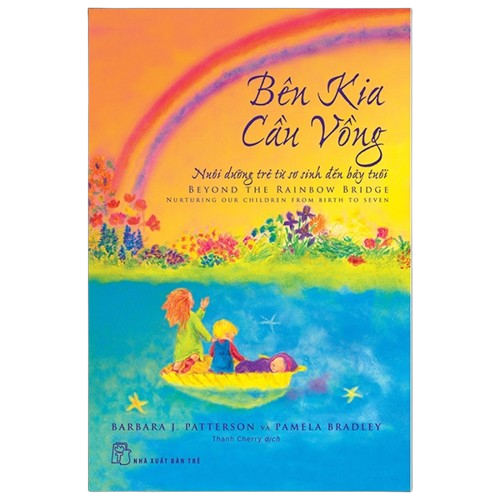 Bên Kia
Cầu Vồng
Nuôi dưỡng trẻ từ sơ sinh đến bảy tuổi
BEYOND THE RAINBOW BRIDGE
NURTURING OUR CHILDREN FROM BIRTH TO SEVEN
BARBARA J. PATTERSON VÀ PAMELA BRADLEY
Thanh Cherry dịch
NHÀ XUẤT BẢN TRẺ